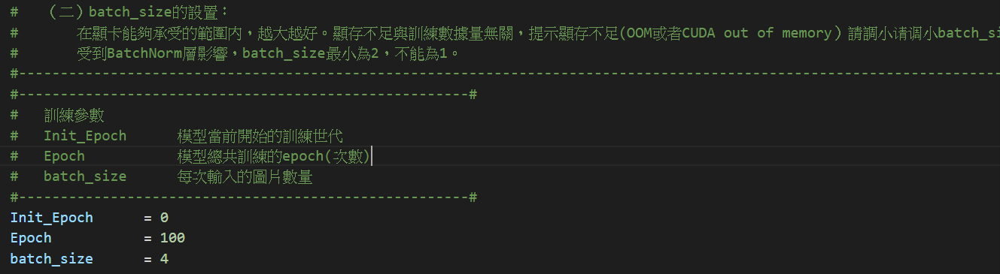 # （二）batch_size的設置：
# 在顯卡能夠承受的範圍內，越大越好。顯存不足與訓練數據量無關，提示顯存不足(OOM或者CUDA out of memory）請調小请调小batch_si
# 受到BatchNorm層影響，batch_size最小為2，不能為1。
#----------------------------------------------------------------------------------------------------------------------
#------------------------------------------------------#
# 訓練參數
# Init_Epoch 模型當前開始的訓練世代
# Epoch 模型總共訓練的epoch(次數)
# batch_size 每次輸入的圖片數量
#------------------------------------------------------#
Init_Epoch = 0
Epoch = 100
batch_size = 4